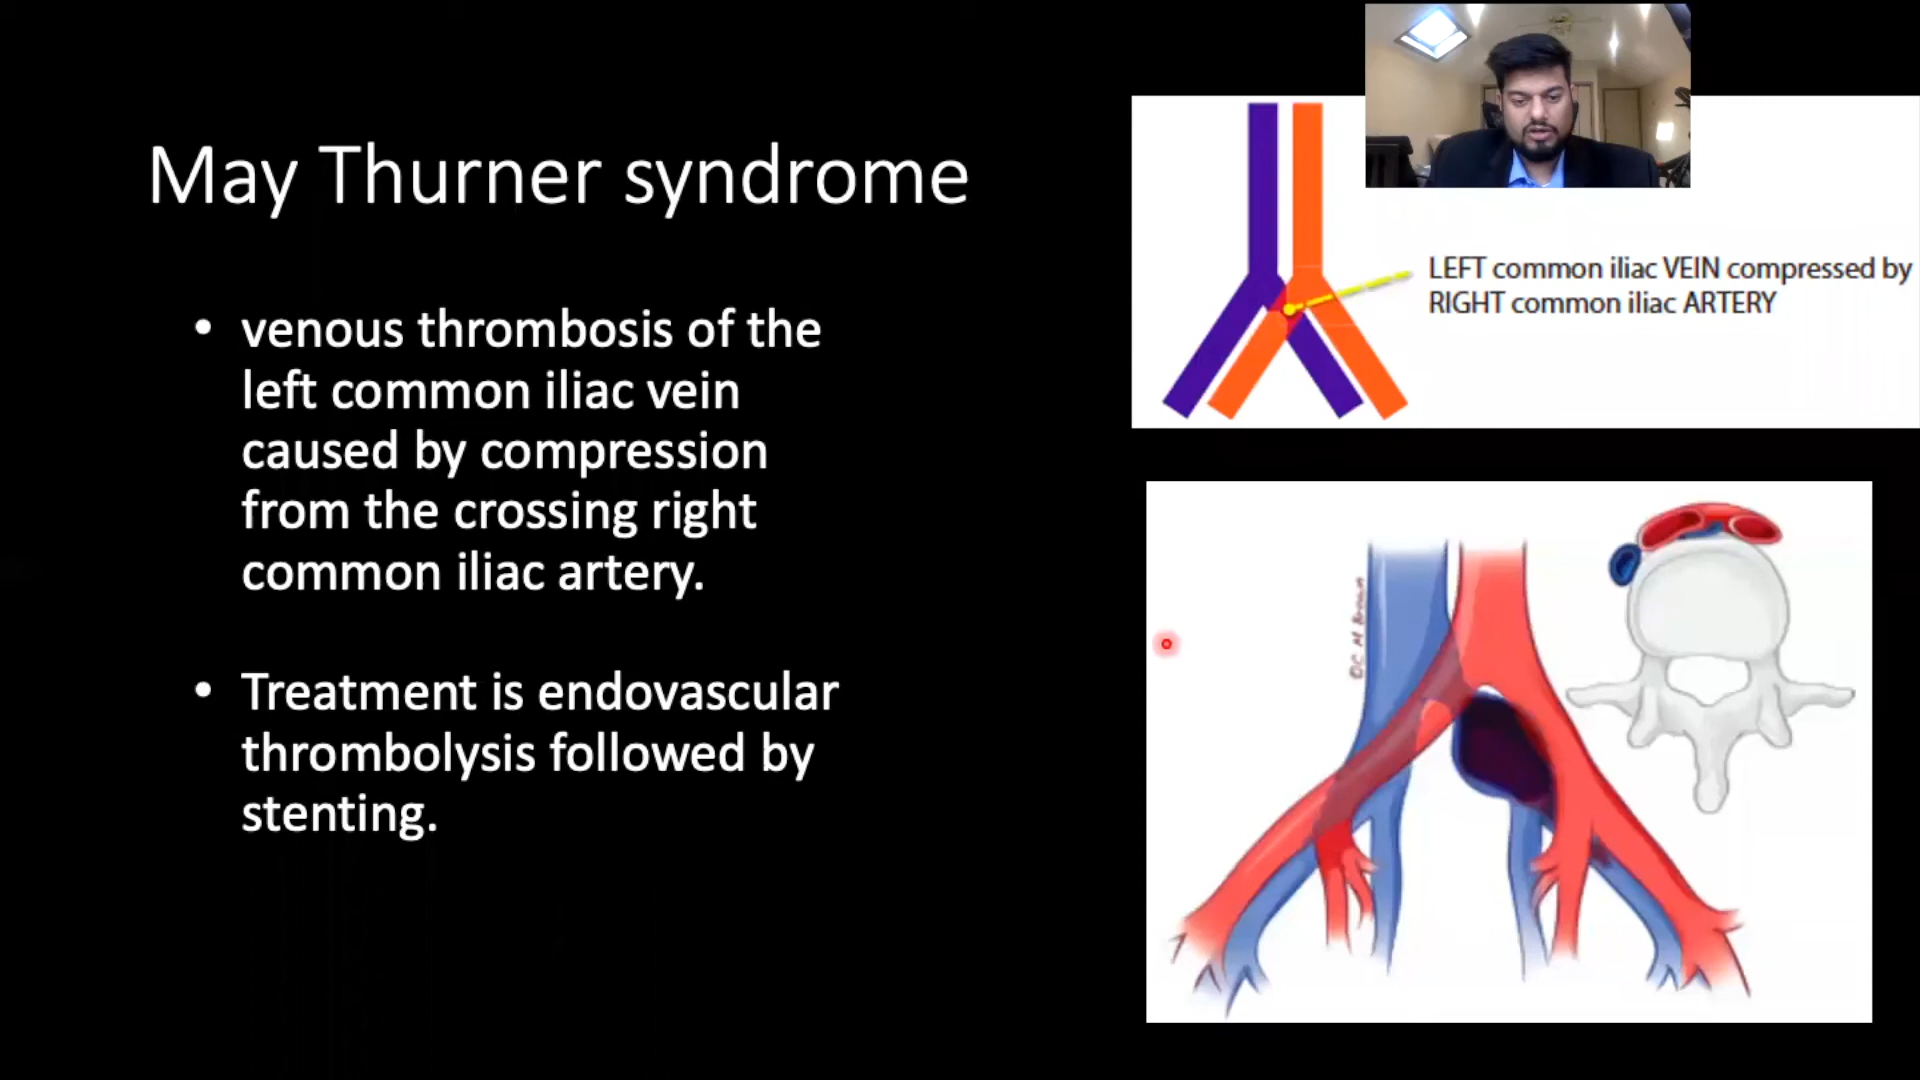 May Thurner syndrome
• venous thrombosis of the
left common iliac vein
caused by compression
from the crossing right
common iliac artery.
• Treatment is endovascular
thrombolysis followed by
stenting.
LEFT common iliac VEIN compressed by
RIGHT common iliac ARTERY
DC M Brown